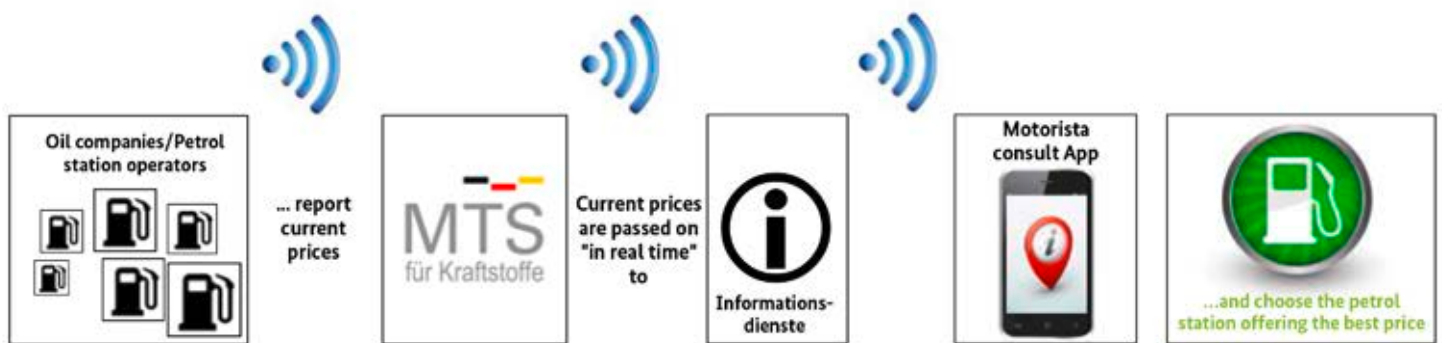 Oil companies/Petrol
station operators
... report
current
prices
MTS
für Kraftstoffe
Current prices
are passed on
"in real time"
to
i
Informations-
dienste
Motorista
consult App
i
...and choose the petrol
station offering the best price